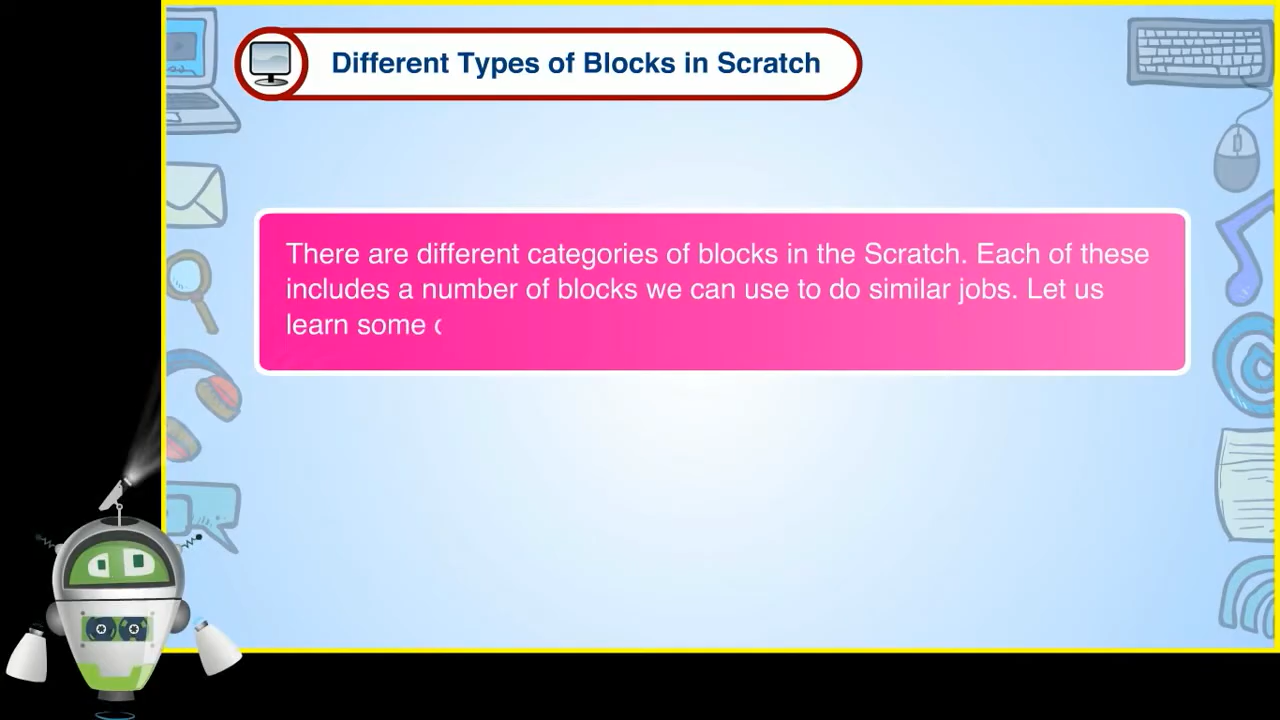 Different Types of Blocks in Scratch
There are different categories of blocks in the Scratch. Each of these
includes a number of blocks we can use to do similar jobs. Let us
learn some